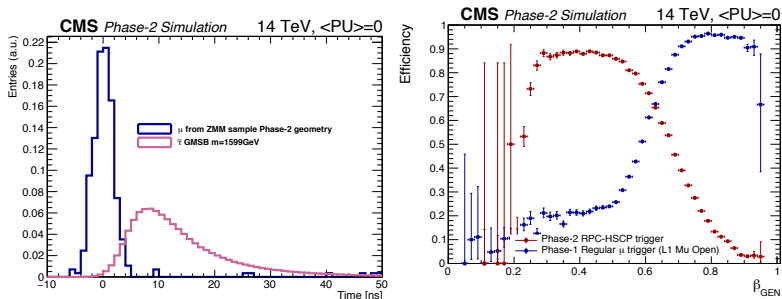 CMS Phase-2 Simulation 14 TeV, <PU>=0
Entries (a.u.)
0.22
0.2
0.18
0.16
0.14
0.12
0.1
0.08
0.06
0.04
0.02
0
μ from ZMM sample Phase-2 geometry
τ̃ GMSB m=1599GeV
−10 0 10 20 30 40 50
Time [ns]
CMS Phase-2 Simulation 14 TeV, <PU>=0
Efficiency
1
0.9
0.8
0.7
0.6
0.5
0.4
0.3
0.2
0.1
0
Phase-2 RPC-HSCP trigger
Phase-1 Regular μ trigger (L1 Mu Open)
0 0.2 0.4 0.6 0.8 1
β GEN